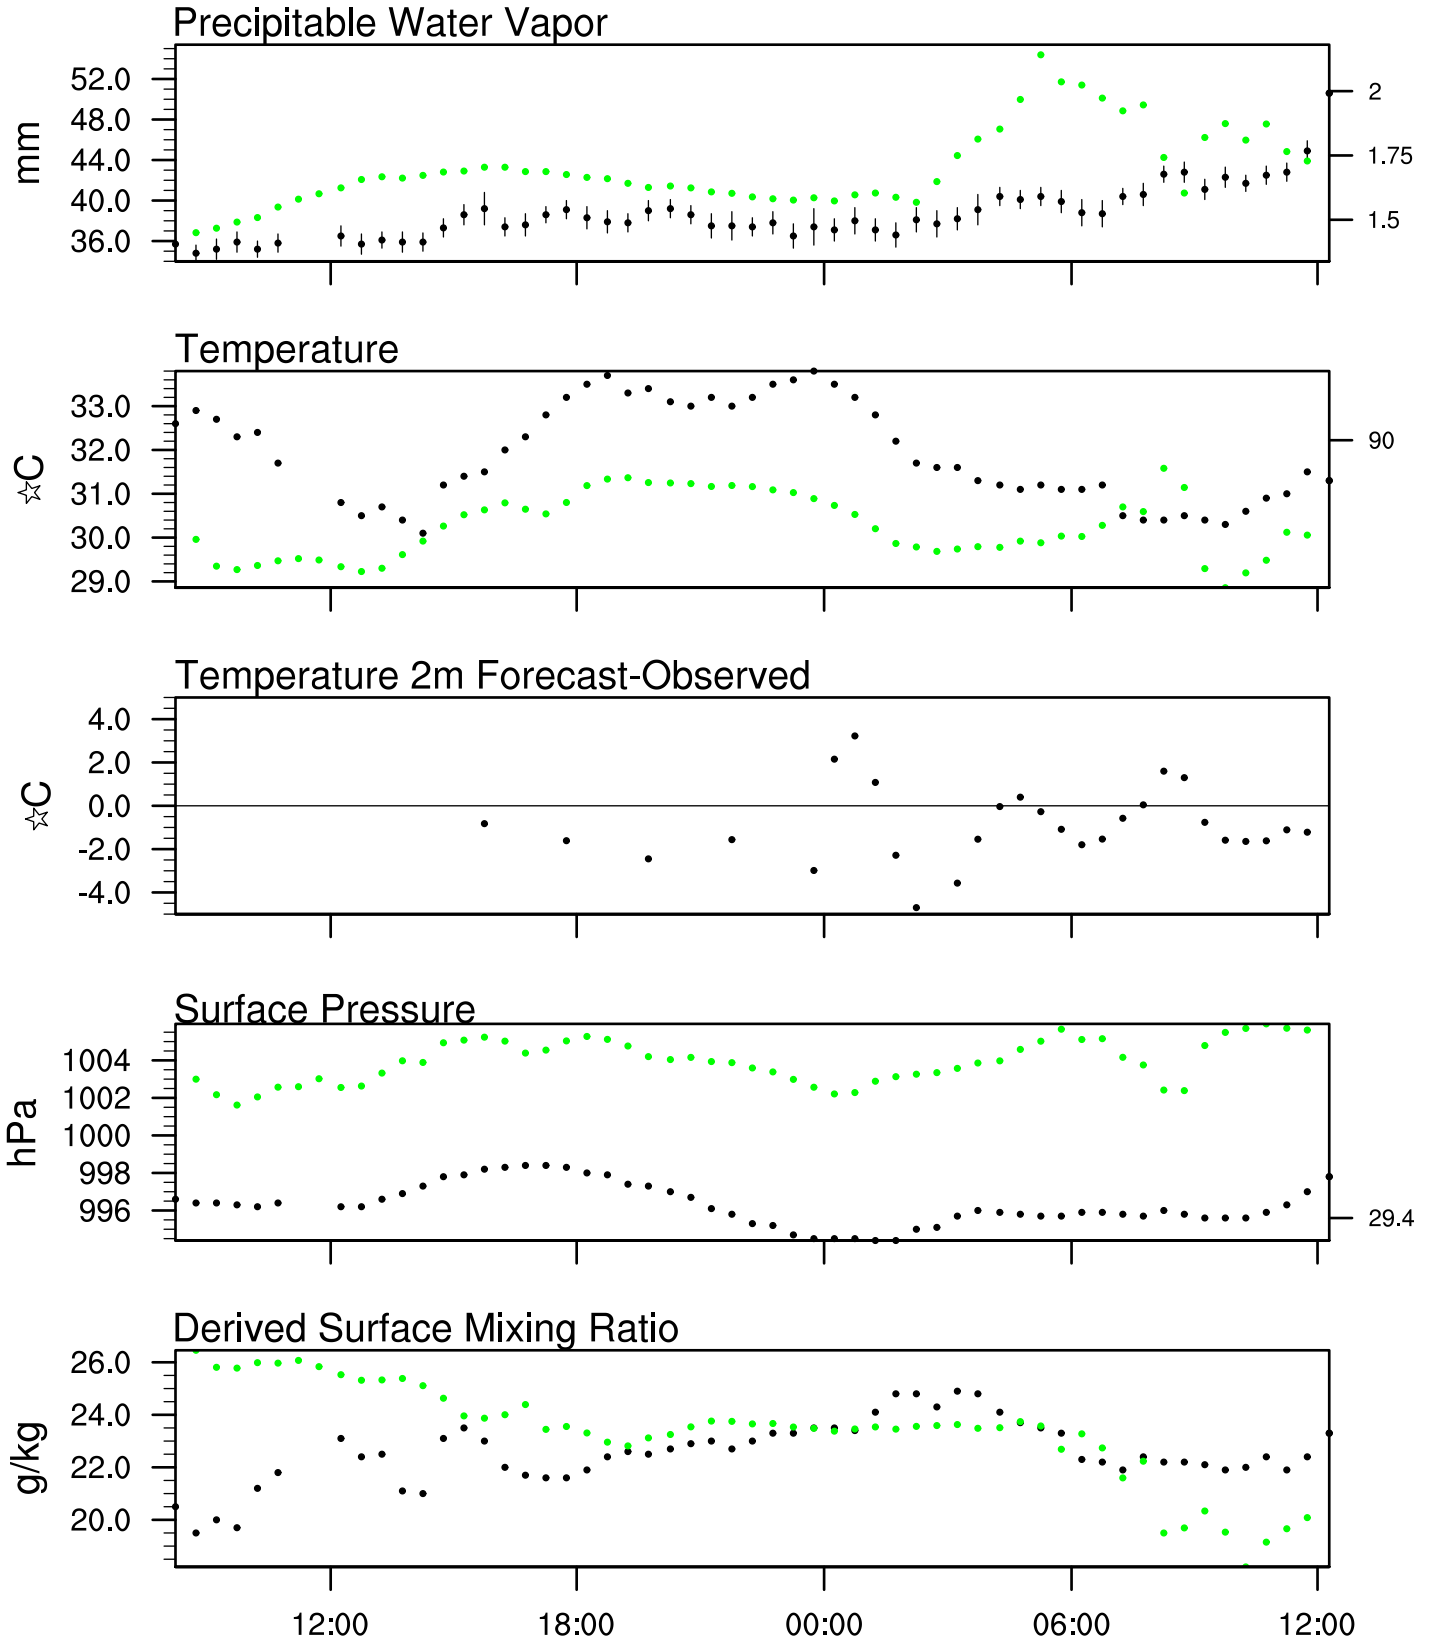 Precipitable Water Vapor
mm
52.0
48.0
44.0
40.0
36.0
2
1.75
1.5
Temperature
☆C
33.0
32.0
31.0
30.0
29.0
90
Temperature 2m Forecast-Observed
☆C
4.0
2.0
0.0
-2.0
-4.0
Surface Pressure
hPa
1004
1002
1000
998
996
29.4
Derived Surface Mixing Ratio
g/kg
26.0
24.0
22.0
20.0
12:00 18:00 00:00 06:00 12:00